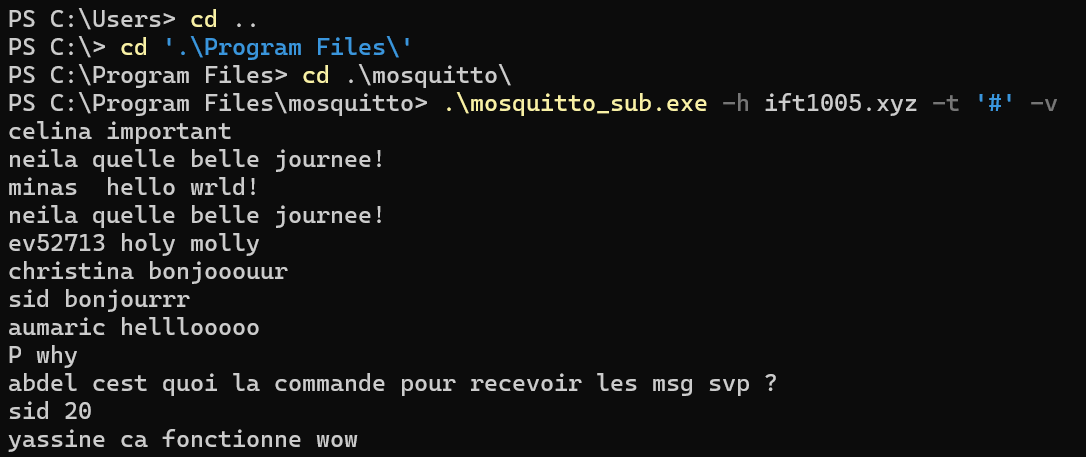 PS C:\Users> cd ..
PS C:\> cd '.\Program Files\'
PS C:\Program Files> cd .\mosquitto\
PS C:\Program Files\mosquitto> .\mosquitto_sub.exe -h ift1005.xyz -t '#' -v
celina important
neila quelle belle journee!
minas  hello wrld!
neila quelle belle journee!
ev52713 holy molly
christina bonjooouur
sid bonjourrr
aumaric helllooooo
P why
abdel cest quoi la commande pour recevoir les msg svp ?
sid 20
yassine ca fonctionne wow